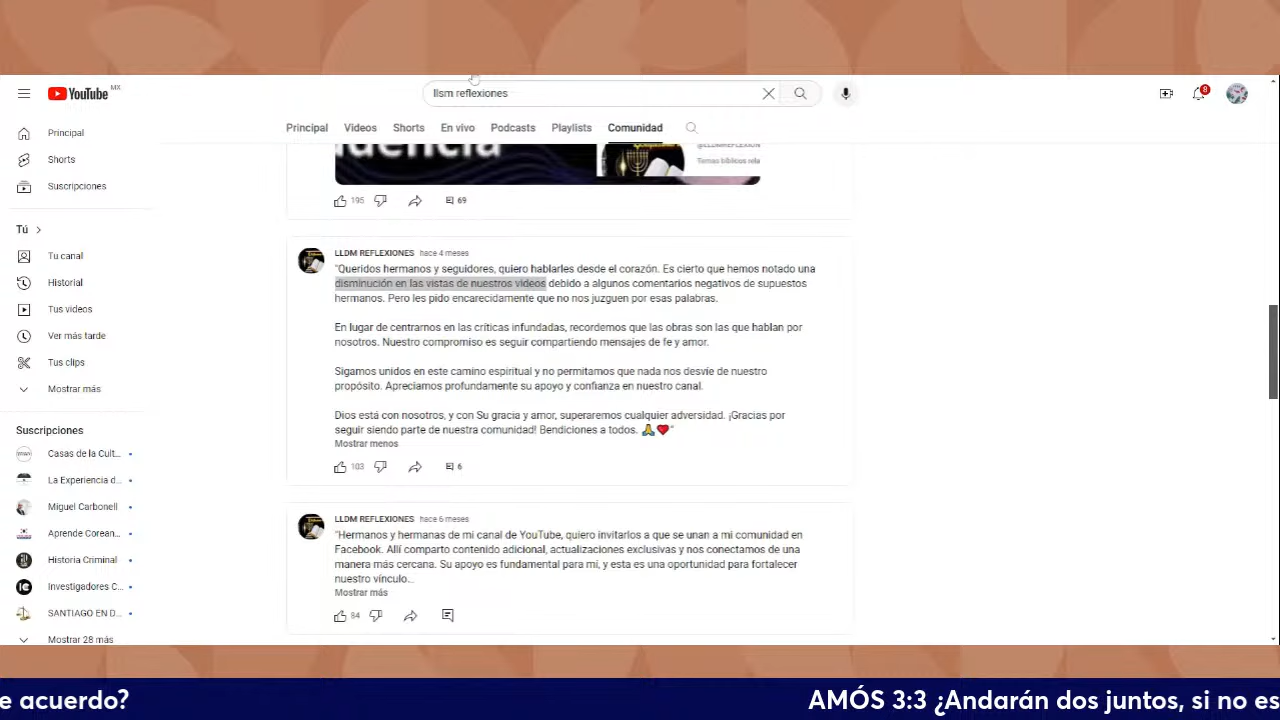 YouTube MX
llsm reflexiones
8
Principal
Shorts
Suscripciones
Tú
Tu canal
Historial
Tus videos
Ver más tarde
Tus clips
Mostrar más
Suscripciones
Casas de la Cult...
La Experiencia d...
Miguel Carbonell
Aprende Corean...
Historia Criminal
Investigadores C...
SANTIAGO EN D...
Mostrar 28 más
Principal Videos Shorts En vivo Podcasts Playlists Comunidad
@LLDMREFLEXION
Temas bíblicos rela
195 69
LLDM REFLEXIONES hace 4 meses
"Queridos hermanos y seguidores, quiero hablarles desde el corazón. Es cierto que hemos notado una
disminución en las vistas de nuestros videos debido a algunos comentarios negativos de supuestos
hermanos. Pero les pido encarecidamente que no nos juzguen por esas palabras.
En lugar de centrarnos en las críticas infundadas, recordemos que las obras son las que hablan por
nosotros. Nuestro compromiso es seguir compartiendo mensajes de fe y amor.
Sigamos unidos en este camino espiritual y no permitamos que nada nos desvíe de nuestro
propósito. Apreciamos profundamente su apoyo y confianza en nuestro canal.
Dios está con nosotros, y con Su gracia y amor, superaremos cualquier adversidad. ¡Gracias por
seguir siendo parte de nuestra comunidad! Bendiciones a todos. 🙏❤️"
Mostrar menos
103 6
LLDM REFLEXIONES hace 6 meses
"Hermanos y hermanas de mi canal de YouTube, quiero invitarlos a que se unan a mi comunidad en
Facebook. Allí comparto contenido adicional, actualizaciones exclusivas y nos conectamos de una
manera más cercana. Su apoyo es fundamental para mí, y esta es una oportunidad para fortalecer
nuestro vínculo...
Mostrar más
84
e acuerdo? AMÓS 3:3 ¿Andarán dos juntos, si no es